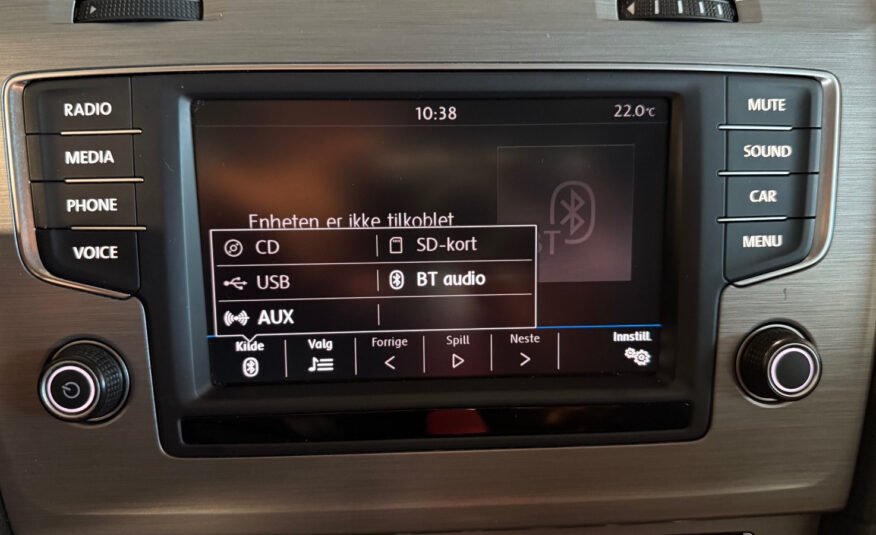 RADIO
MEDIA
PHONE
VOICE
10:38
22.0°C
Enheten er ikke tilkoblet
BT
CD
SD-kort
USB
BT audio
AUX
Kilde
Valg
Forrige
Spill
Neste
Innstill.
MUTE
SOUND
CAR
MENU